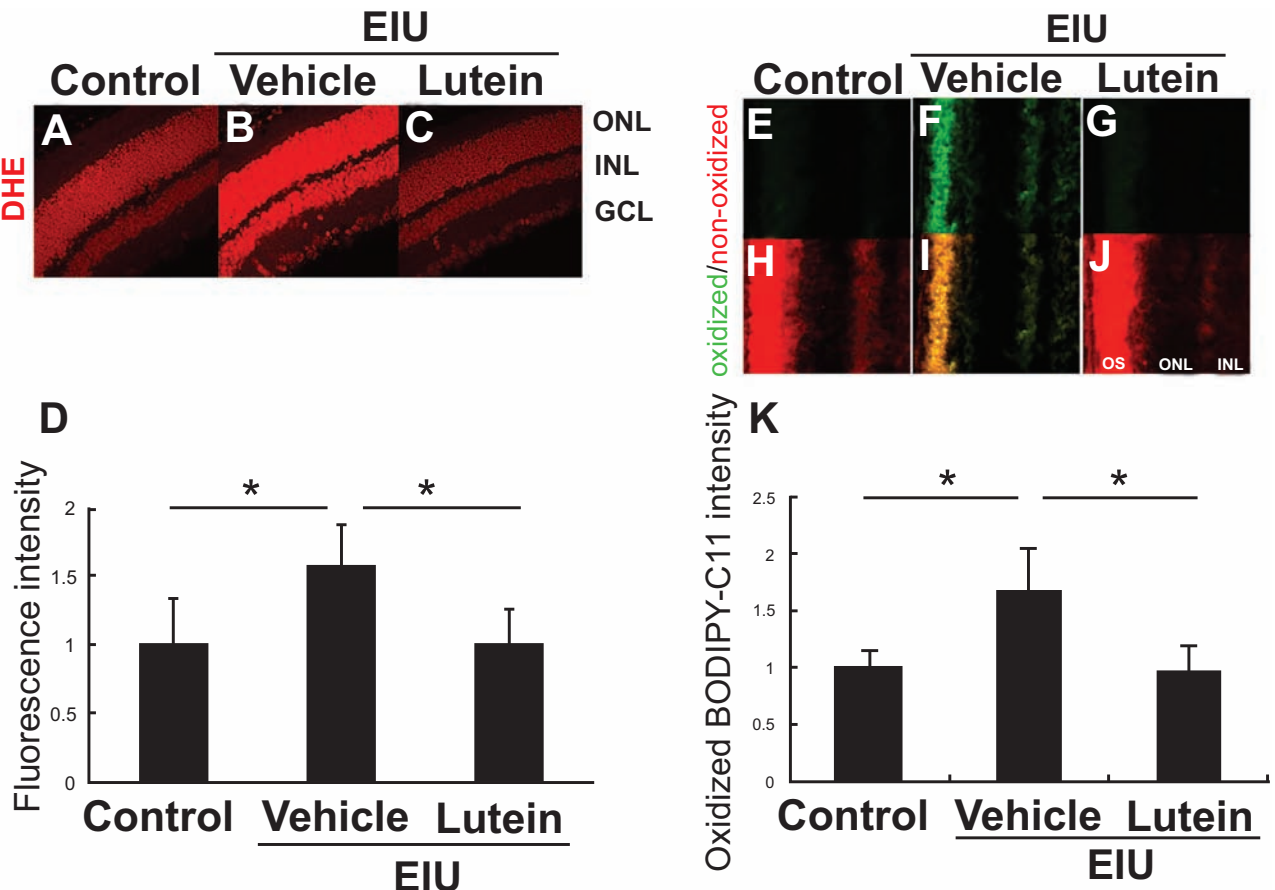 EIU
Control Vehicle Lutein
A B C
DHE
ONL
INL
GCL
EIU
Control Vehicle Lutein
E F G
H I J
oxidized/non-oxidized
OS ONL INL
D
Fluorescence intensity
* *
2
1.5
1
0.5
0
Control Vehicle Lutein
EIU
K
Oxidized BODIPY-C11 intensity
* *
2.5
2
1.5
1
0.5
0
Control Vehicle Lutein
EIU